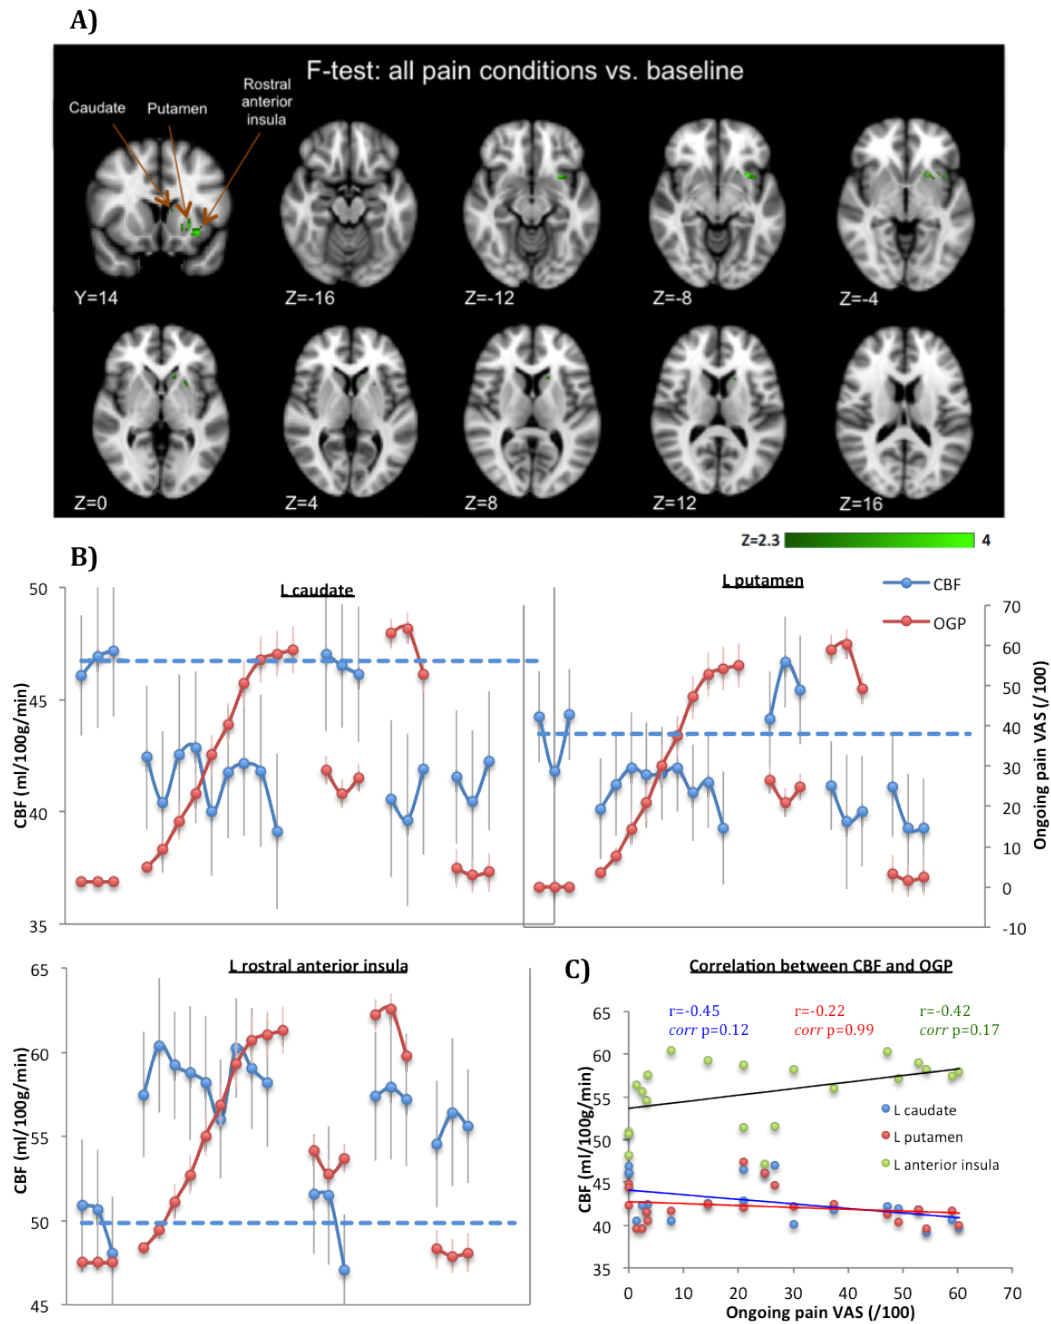 A)
F-test: all pain conditions vs. baseline
Caudate
Putamen
Rostral
anterior
insula
Y=14
Z=-16
Z=-12
Z=-8
Z=-4
Z=0
Z=4
Z=8
Z=12
Z=16
Z=2.3
4
B)
L caudate
L putamen
CBF
OGP
50
45
40
35
CBF (ml/100g/min)
70
60
50
40
30
20
10
0
-10
Ongoing pain VAS (/100)
L rostral anterior insula
65
60
55
50
45
CBF (ml/100g/min)
C)
Correlation between CBF and OGP
r=-0.45
corr p=0.12
r=-0.22
corr p=0.99
r=-0.42
corr p=0.17
65
60
55
50
45
40
35
CBF (ml/100g/min)
L caudate
L putamen
L anterior insula
0
10
20
30
40
50
60
70
Ongoing pain VAS (/100)